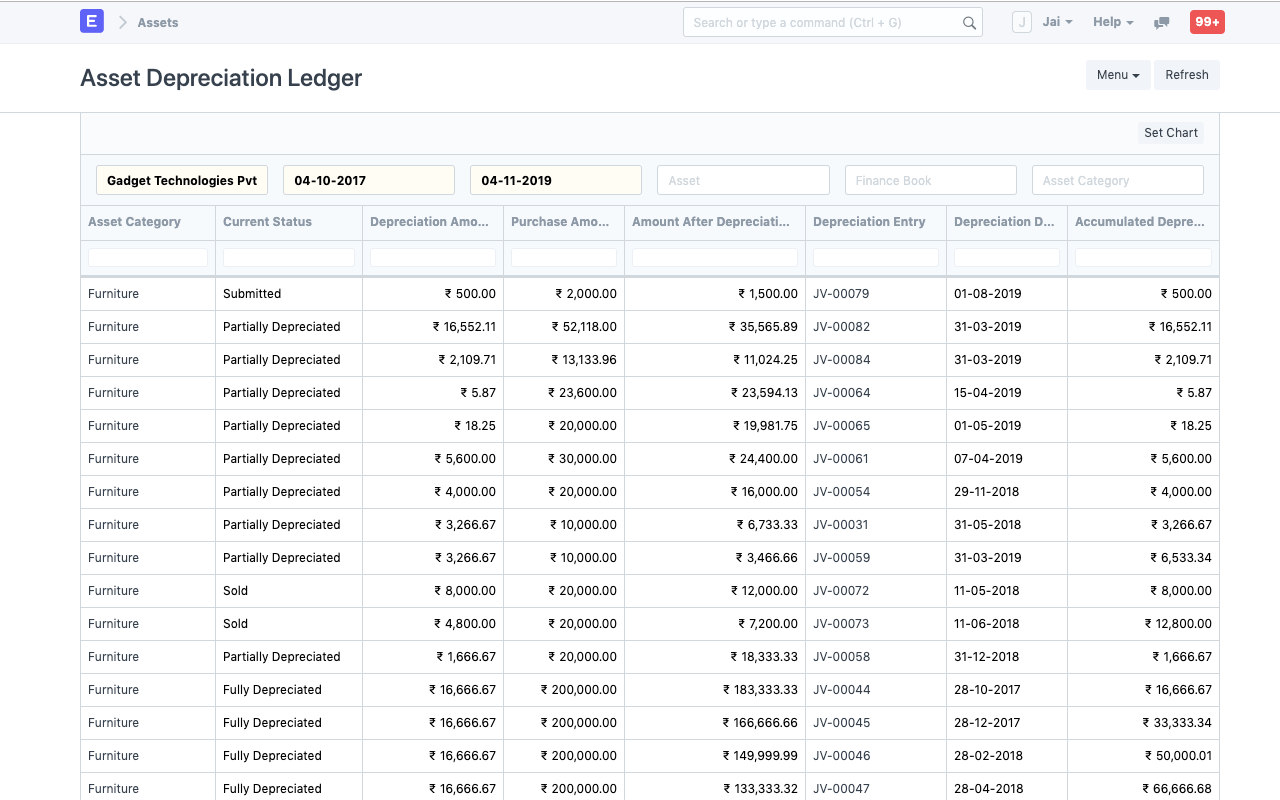 E Assets Search or type a command (Ctrl + G) J Jai Help 99+
Asset Depreciation Ledger Menu Refresh
Set Chart
Gadget Technologies Pvt 04-10-2017 04-11-2019 Asset Finance Book Asset Category
Asset Category Current Status Depreciation Amo... Purchase Amo... Amount After Depreciati... Depreciation Entry Depreciation D... Accumulated Depre...
Furniture Submitted ₹ 500.00 ₹ 2,000.00 ₹ 1,500.00 JV-00079 01-08-2019 ₹ 500.00
Furniture Partially Depreciated ₹ 16,552.11 ₹ 52,118.00 ₹ 35,565.89 JV-00082 31-03-2019 ₹ 16,552.11
Furniture Partially Depreciated ₹ 2,109.71 ₹ 13,133.96 ₹ 11,024.25 JV-00084 31-03-2019 ₹ 2,109.71
Furniture Partially Depreciated ₹ 5.87 ₹ 23,600.00 ₹ 23,594.13 JV-00064 15-04-2019 ₹ 5.87
Furniture Partially Depreciated ₹ 18.25 ₹ 20,000.00 ₹ 19,981.75 JV-00065 01-05-2019 ₹ 18.25
Furniture Partially Depreciated ₹ 5,600.00 ₹ 30,000.00 ₹ 24,400.00 JV-00061 07-04-2019 ₹ 5,600.00
Furniture Partially Depreciated ₹ 4,000.00 ₹ 20,000.00 ₹ 16,000.00 JV-00054 29-11-2018 ₹ 4,000.00
Furniture Partially Depreciated ₹ 3,266.67 ₹ 10,000.00 ₹ 6,733.33 JV-00031 31-05-2018 ₹ 3,266.67
Furniture Partially Depreciated ₹ 3,266.67 ₹ 10,000.00 ₹ 3,466.66 JV-00059 31-03-2019 ₹ 6,533.34
Furniture Sold ₹ 8,000.00 ₹ 20,000.00 ₹ 12,000.00 JV-00072 11-05-2018 ₹ 8,000.00
Furniture Sold ₹ 4,800.00 ₹ 20,000.00 ₹ 7,200.00 JV-00073 11-06-2018 ₹ 12,800.00
Furniture Partially Depreciated ₹ 1,666.67 ₹ 20,000.00 ₹ 18,333.33 JV-00058 31-12-2018 ₹ 1,666.67
Furniture Fully Depreciated ₹ 16,666.67 ₹ 200,000.00 ₹ 183,333.33 JV-00044 28-10-2017 ₹ 16,666.67
Furniture Fully Depreciated ₹ 16,666.67 ₹ 200,000.00 ₹ 166,666.66 JV-00045 28-12-2017 ₹ 33,333.34
Furniture Fully Depreciated ₹ 16,666.67 ₹ 200,000.00 ₹ 149,999.99 JV-00046 28-02-2018 ₹ 50,000.01
Furniture Fully Depreciated ₹ 16,666.67 ₹ 200,000.00 ₹ 133,333.32 JV-00047 28-04-2018 ₹ 66,666.68